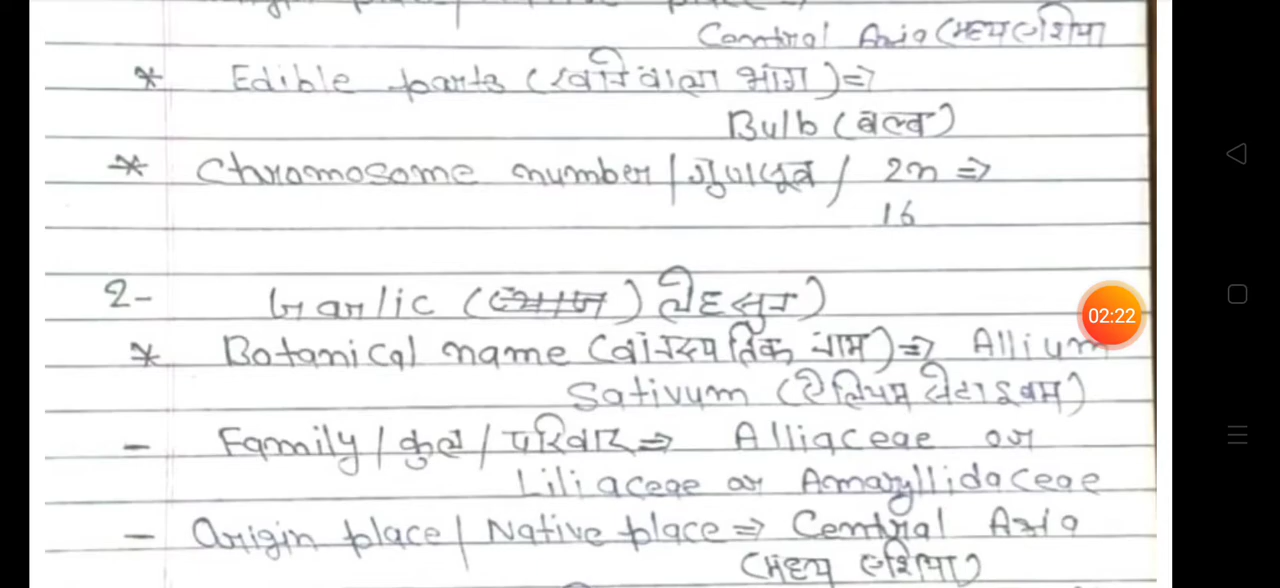 Central Asia (मध्य एशिया
* Edible parts (खाने वाला भाग) ⇒
Bulb (बल्ब)
* Chromosome number / गुणसूत्र / 2n ⇒
16
2- Garlic (प्याज) लहसुन)
02:22
* Botanical name (वानस्पतिक नाम) ⇒ Allium
Sativum (ऐलियम सेटाइवम)
- Family / कुल / परिवार ⇒ Alliaceae or
Liliaceae or Amaryllidaceae
- Origin place / Native place ⇒ Central Asia
(मध्य एशिया)